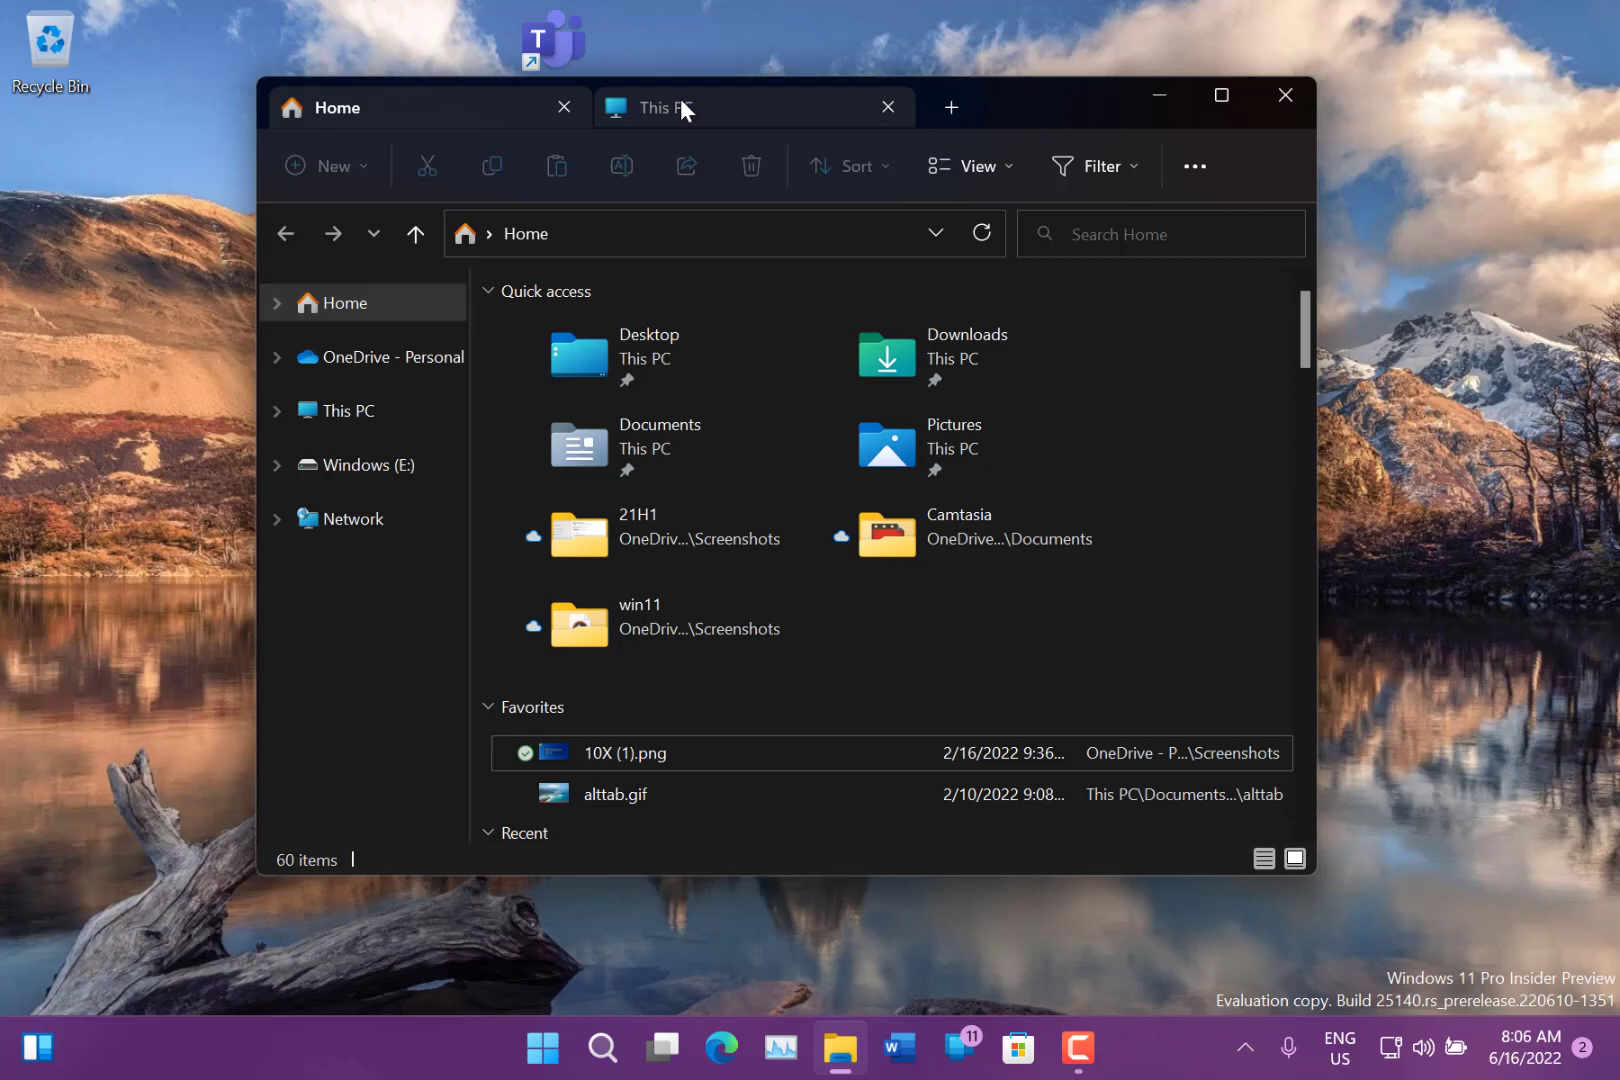 Recycle Bin
T
Home
This P
New
Sort
View
Filter
Home
Search Home
Home
OneDrive - Personal
This PC
Windows (E:)
Network
Quick access
Desktop
This PC
Downloads
This PC
Documents
This PC
Pictures
This PC
21H1
OneDriv...\Screenshots
Camtasia
OneDrive...\Documents
win11
OneDriv...\Screenshots
Favorites
10X (1).png 2/16/2022 9:36... OneDrive - P...\Screenshots
alttab.gif 2/10/2022 9:08... This PC\Documents...\alttab
Recent
60 items
Windows 11 Pro Insider Preview
Evaluation copy. Build 25140.rs_prerelease.220610-1351
W
11
C
ENG
US
8:06 AM
6/16/2022
2